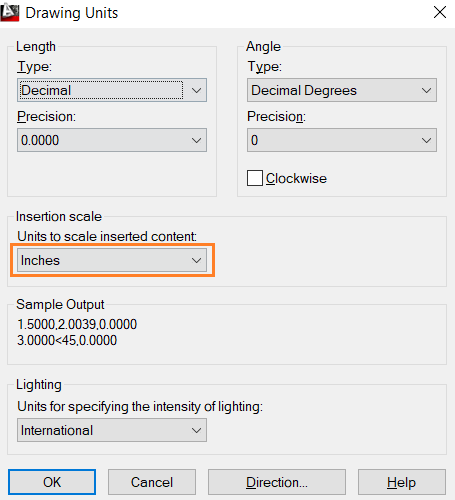 Drawing Units
Length
Type:
Decimal
Precision:
0.0000
Angle
Type:
Decimal Degrees
Precision:
0
Clockwise
Insertion scale
Units to scale inserted content:
Inches
Sample Output
1.5000,2.0039,0.0000
3.0000<45,0.0000
Lighting
Units for specifying the intensity of lighting:
International
OK
Cancel
Direction...
Help